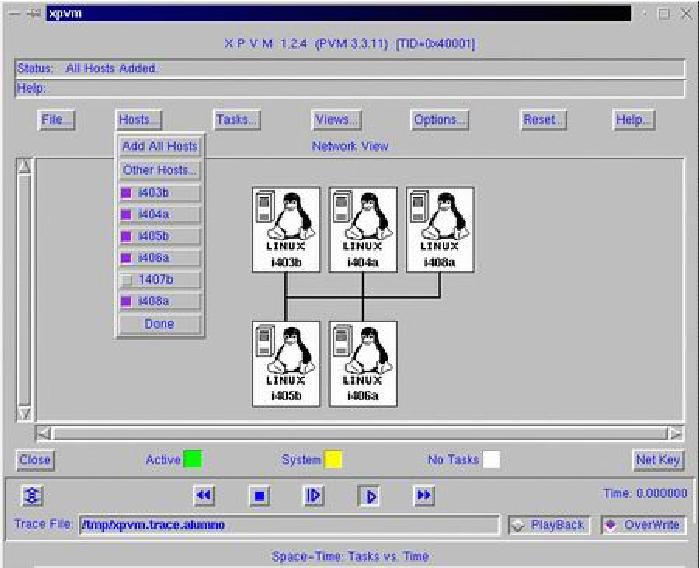 xpvm
X P V M 1.2.4 (PVM 3.3.11) [TID=0x40001]
Status: All Hosts Added.
Help:
File... Hosts... Tasks... Views... Options... Reset... Help...
Network View
Add All Hosts
Other Hosts...
i403b
i404a
i405b
i406a
1407b
i408a
Done
LINUX LINUX LINUX
i403b i404a i408a
LINUX LINUX
i405b i406a
Close Active System No Tasks Net Key
Time: 0.000000
Trace File: /tmp/xpvm.trace.alumno PlayBack OverWrite
Space-Time: Tasks vs. Time